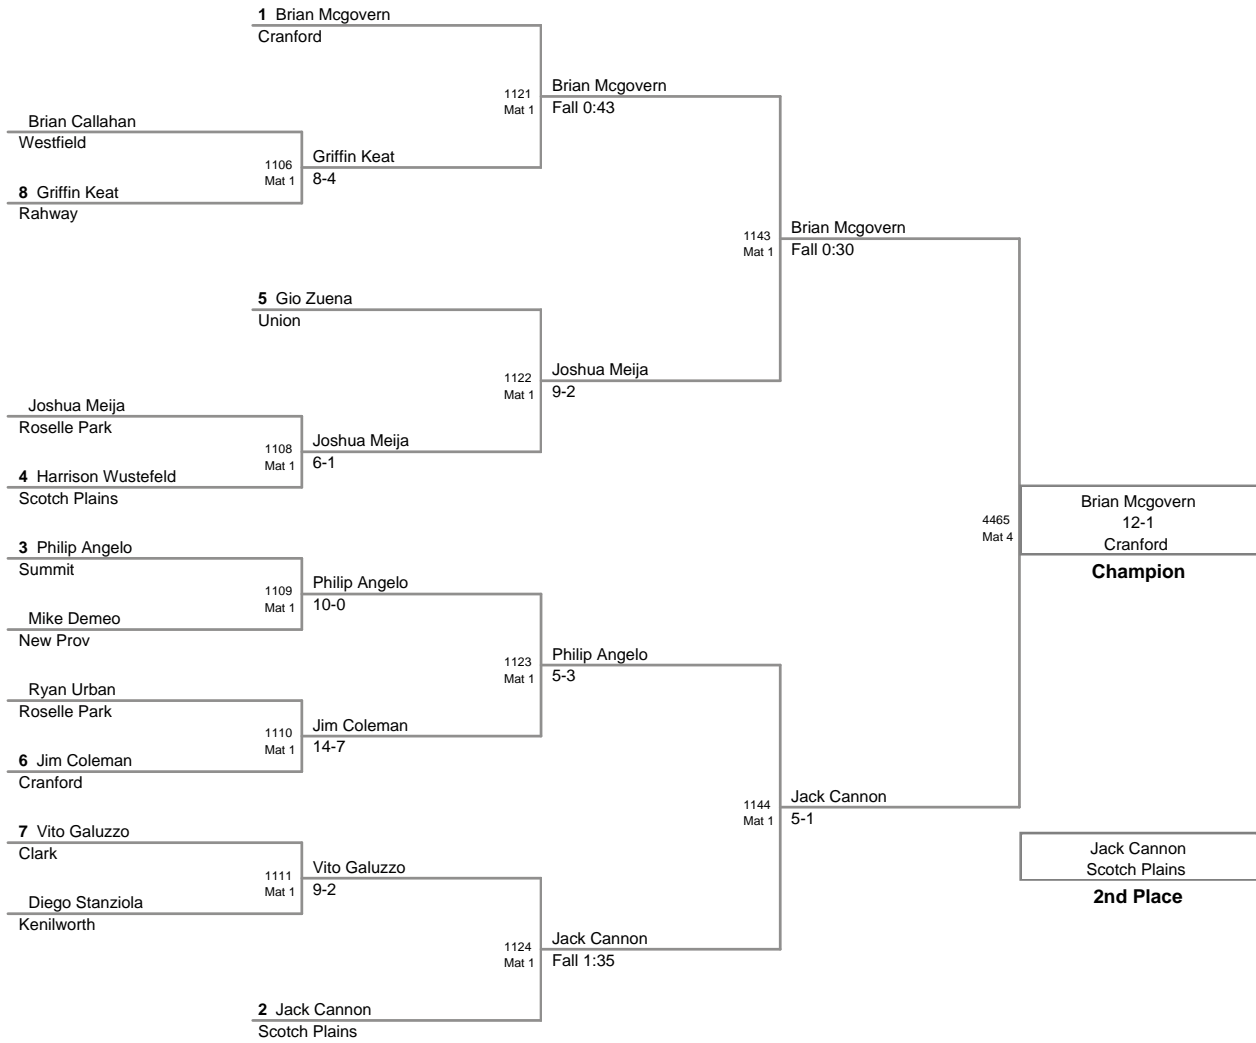 1 Brian Mcgovern
Cranford
1121
Mat 1
Brian Mcgovern
Fall 0:43
Brian Callahan
Westfield
1106
Mat 1
Griffin Keat
8-4
8 Griffin Keat
Rahway
1143
Mat 1
Brian Mcgovern
Fall 0:30
5 Gio Zuena
Union
1122
Mat 1
Joshua Meija
9-2
Joshua Meija
Roselle Park
1108
Mat 1
Joshua Meija
6-1
4 Harrison Wustefeld
Scotch Plains
4465
Mat 4
Brian Mcgovern
12-1
Cranford
Champion
3 Philip Angelo
Summit
1109
Mat 1
Philip Angelo
10-0
Mike Demeo
New Prov
1123
Mat 1
Philip Angelo
5-3
Ryan Urban
Roselle Park
1110
Mat 1
Jim Coleman
14-7
6 Jim Coleman
Cranford
1144
Mat 1
Jack Cannon
5-1
7 Vito Galuzzo
Clark
1111
Mat 1
Vito Galuzzo
9-2
Diego Stanziola
Kenilworth
Jack Cannon
Scotch Plains
2nd Place
1124
Mat 1
Jack Cannon
Fall 1:35
2 Jack Cannon
Scotch Plains